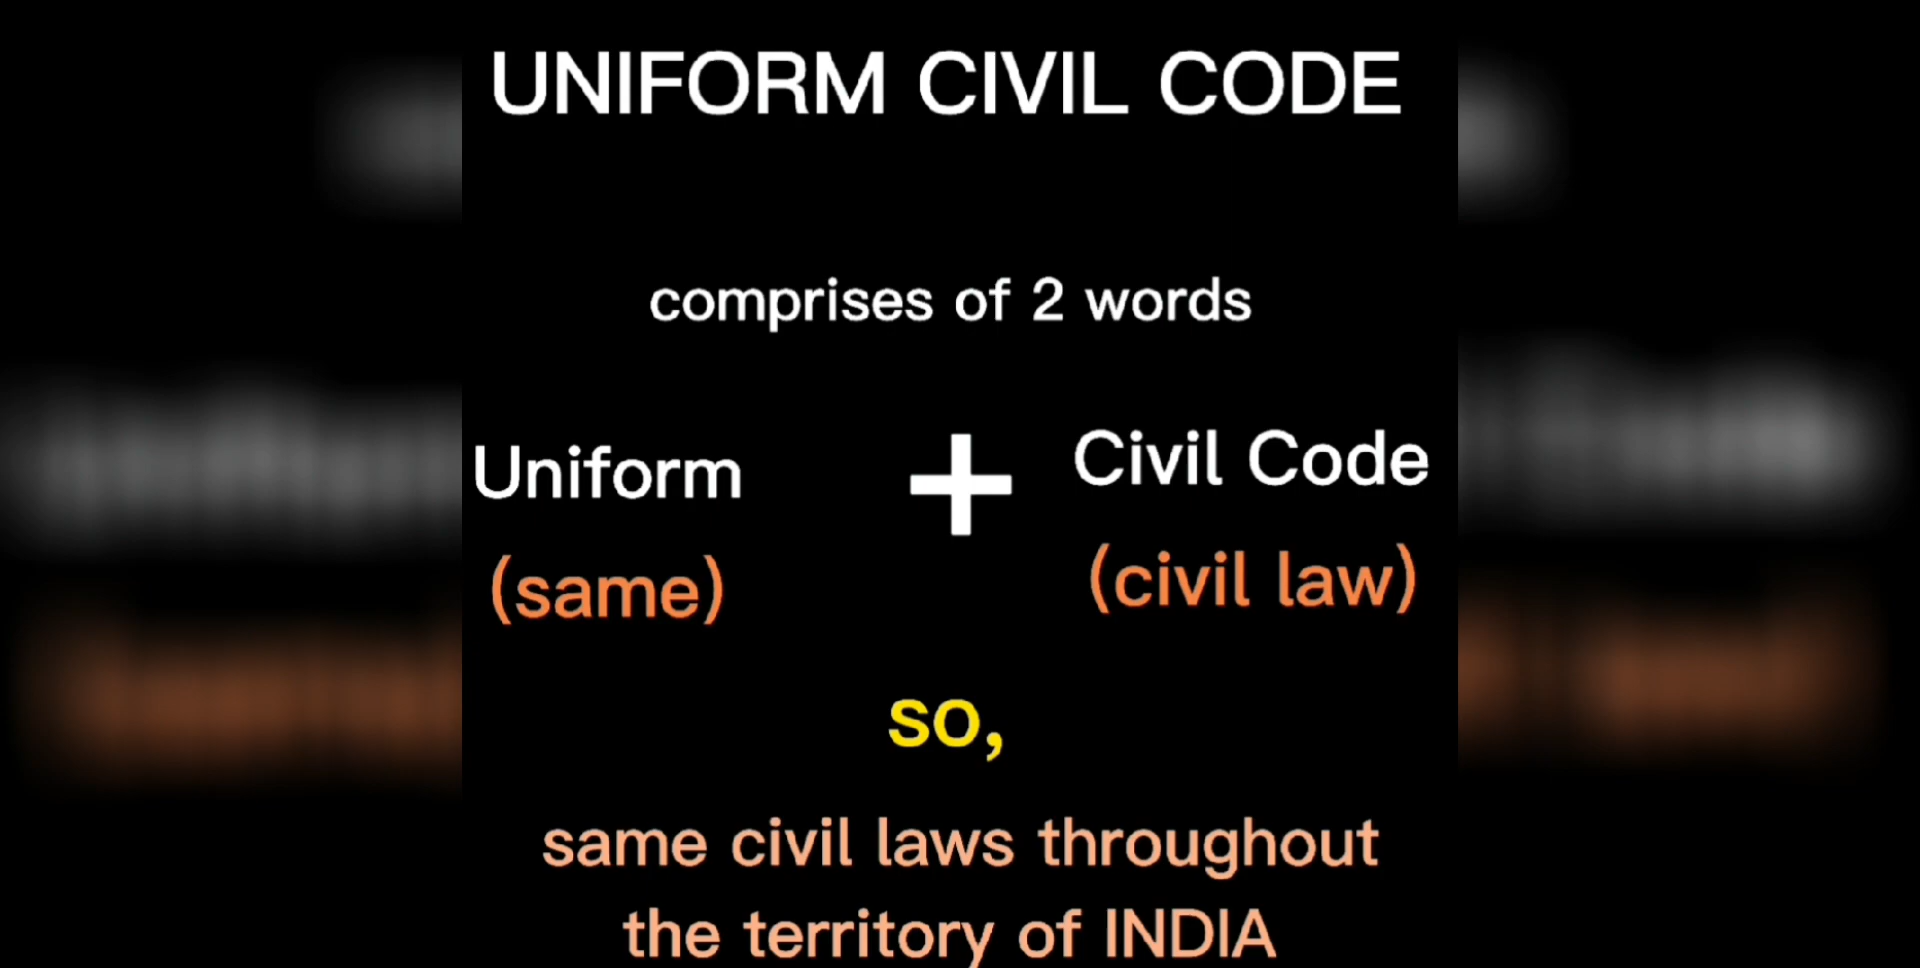 UNIFORM CIVIL CODE
comprises of 2 words
Uniform + Civil Code
(same) (civil law)
so,
same civil laws throughout
the territory of INDIA